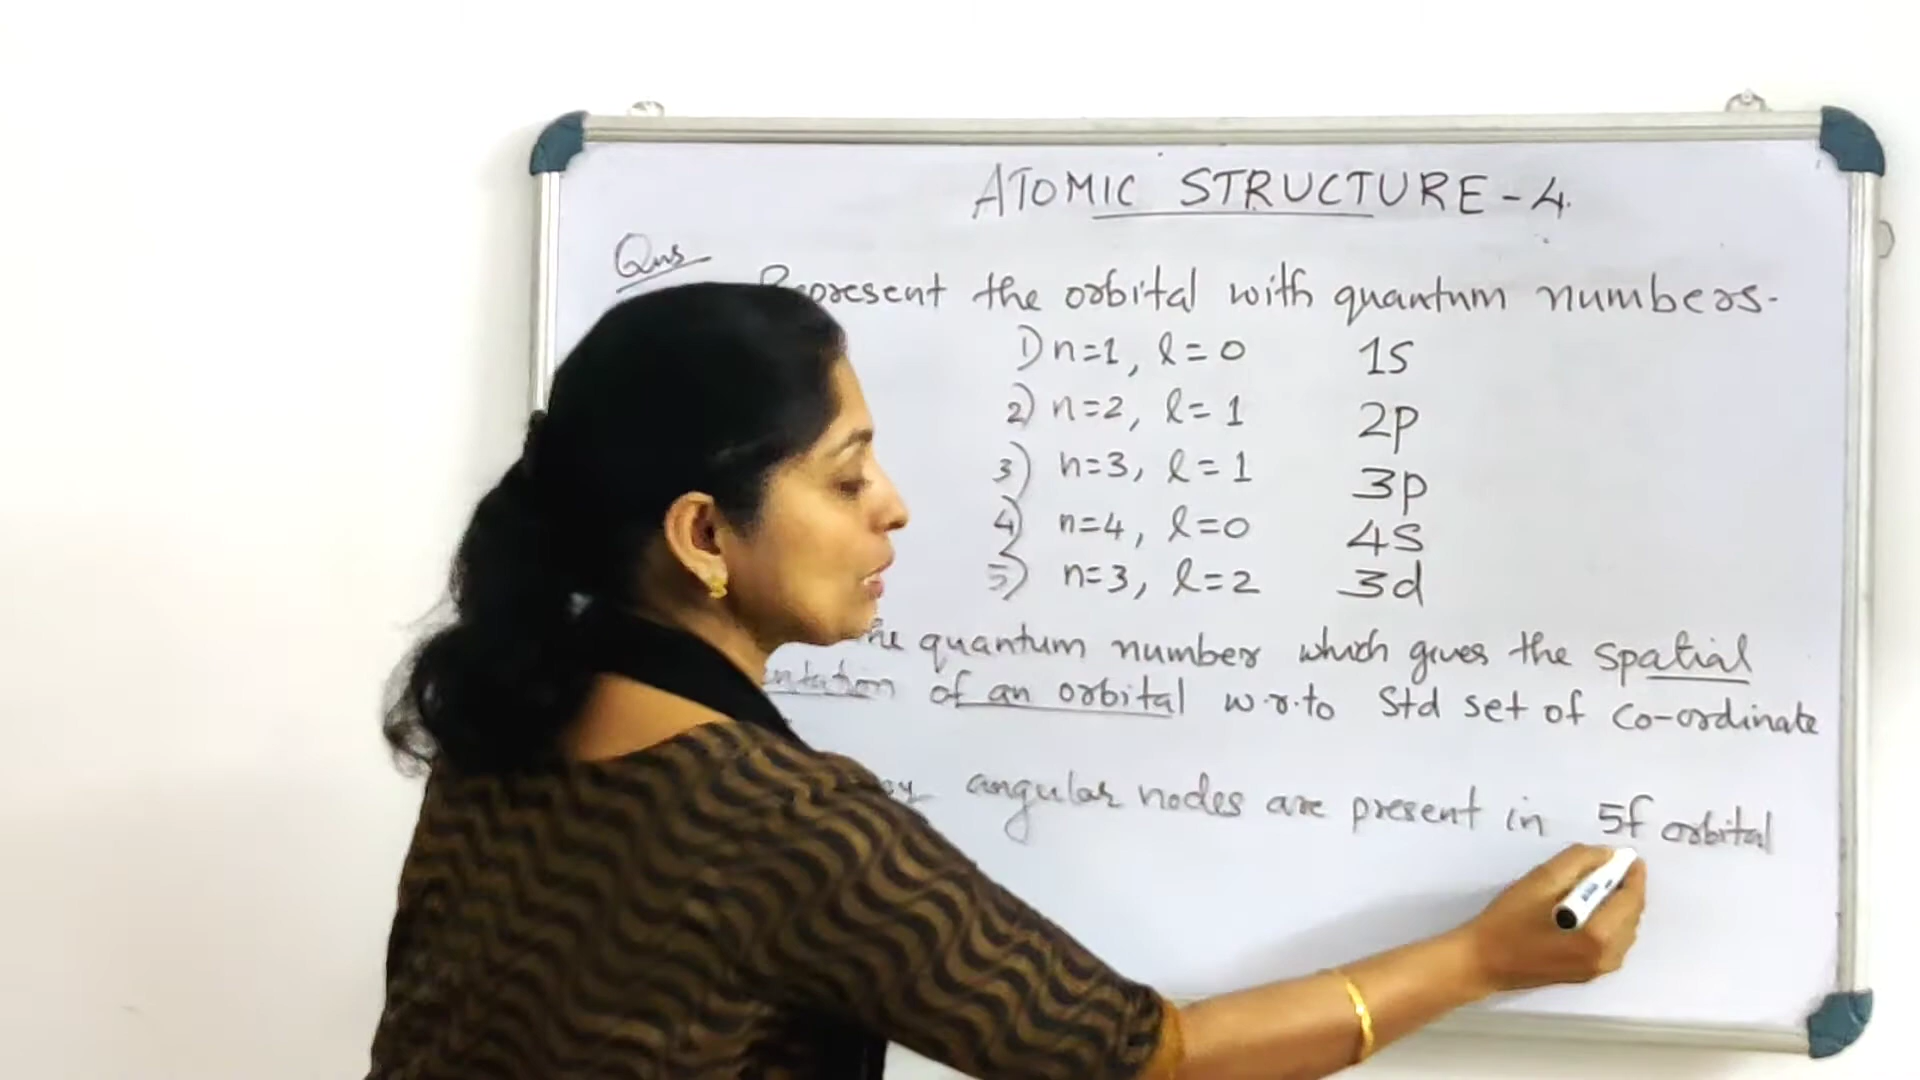 ATOMIC STRUCTURE-4.
Qns
the orbital with quantum numbers.
1) n=1, l=0 1s
2) n=2, l=1 2p
3) n=3, l=1 3p
4) n=4, l=0 4s
5) n=3, l=2 3d
quantum number which gives the spatial
of an orbital w.r.to Std set of co-ordinate
angular nodes are present in 5f orbital